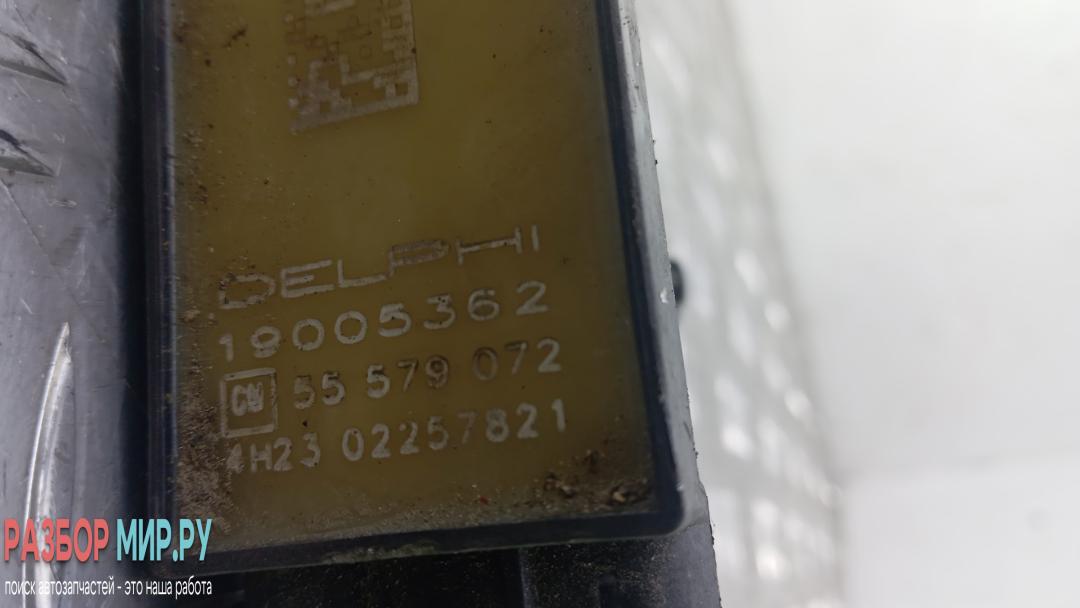 DELPHI
19005362
GM 55 579 072
4H23 02257821
РАЗБОР МИР.РУ
поиск автозапчастей - это наша работа